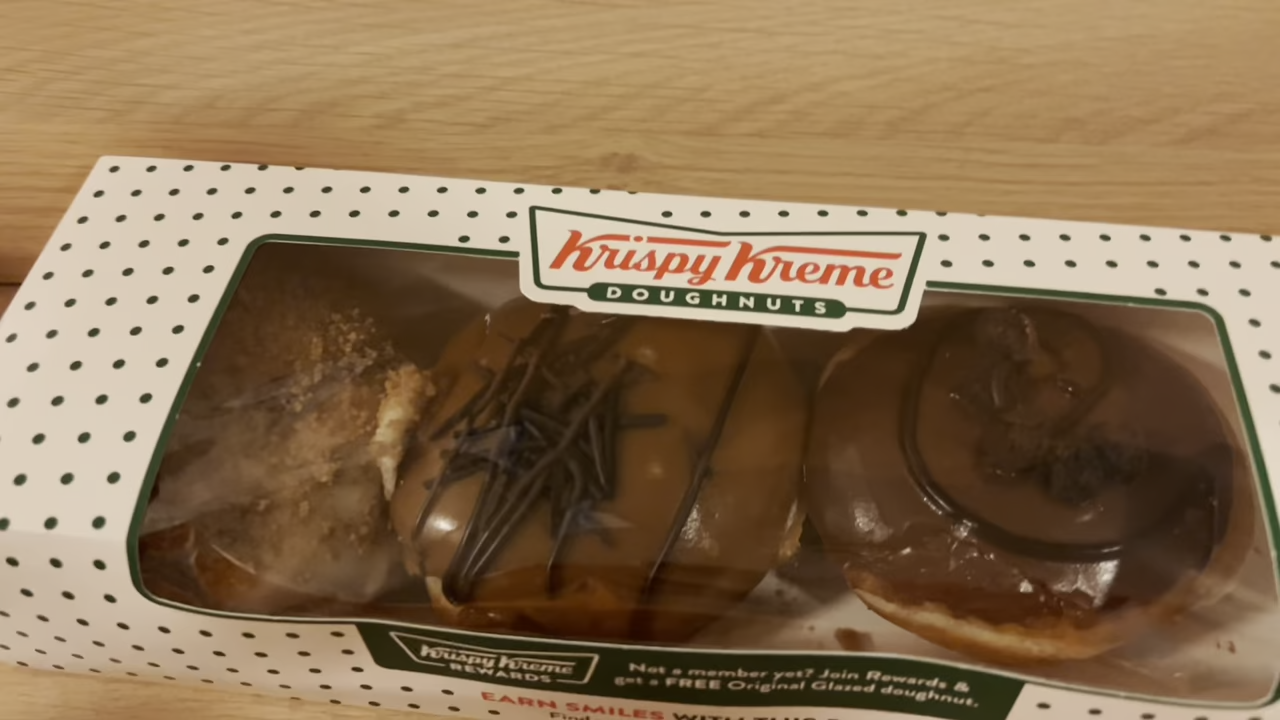 Krispy Kreme
DOUGHNUTS
Krispy Kreme
REWARDS
Not a member yet? Join Rewards &
get a FREE Original Glazed doughnut.
EARN SMILES WITH THIS
Find